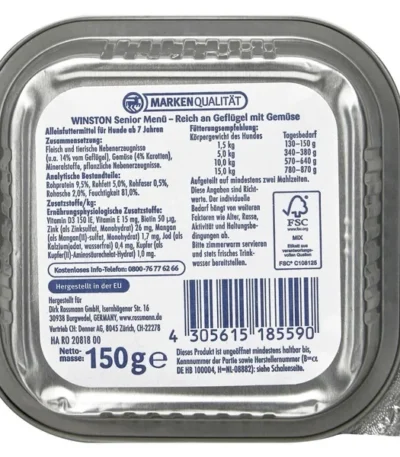 MARKENQUALITÄT
WINSTON Senior Menü – Reich an Geflügel mit Gemüse
Alleinfuttermittel für Hunde ab 7 Jahren
Zusammensetzung:
Fleisch und tierische Nebenerzeugnisse
(u.a. 14% vom Geflügel), Gemüse (4% Karotten),
Mineralstoffe, pflanzliche Nebenerzeugnisse.
Analytische Bestandteile:
Rohprotein 9,5%, Rohfett 5,0%, Rohfaser 0,5%,
Rohasche 2,0%, Feuchtigkeit 81,0%.
Zusatzstoffe/kg:
Ernährungsphysiologische Zusatzstoffe:
Vitamin D3 150 IE, Vitamin E 15 mg, Biotin 50 µg,
Zink (als Zinksulfat, Monohydrat) 26 mg, Mangan
(als Mangan(II)-sulfat, Monohydrat) 1,7 mg, Jod (als
Calciumjodat, wasserfrei) 0,4 mg, Kupfer (als
Kupfer(II)-Aminosäurechelat-Hydrat) 1,0 mg.
Kostenloses Info-Telefon: 0800-76 77 62 66
Hergestellt in der EU
Hergestellt für
Dirk Rossmann GmbH, Isernhägener Str. 16
30938 Burgwedel, GERMANY, www.rossmann.de
Vertrieb CH: Denner AG, 8045 Zürich, CH-22278
HA RO 20818 00
Netto-
masse: 150g e
Fütterungsempfehlung:
Körpergewicht des Hundes Tagesbedarf
1,5 kg 130–150 g
5,0 kg 340–380 g
10,0 kg 570–640 g
15,0 kg 780–870 g
Aufgeteilt auf mindestens zwei Mahlzeiten.
Diese Angaben sind Richt-
werte. Der individuelle
Bedarf hängt von weiteren
Faktoren wie Alter, Rasse,
Aktivität und Haltungsbe-
dingungen ab.
Bitte zimmerwarm servieren
und stets frisches Trink-
wasser bereitstellen.
FSC
www.fsc.org
MIX
Etikett aus verantwor-
tungsvollen
Quellen
FSC® C108125
4 305615 185590
Dieses Produkt ist ungeöffnet mindestens haltbar bis,
Kannnummer der Partie sowie Herstellernummer (D=α
DE HB 100004, H=NL-08882): siehe Schalenseite.